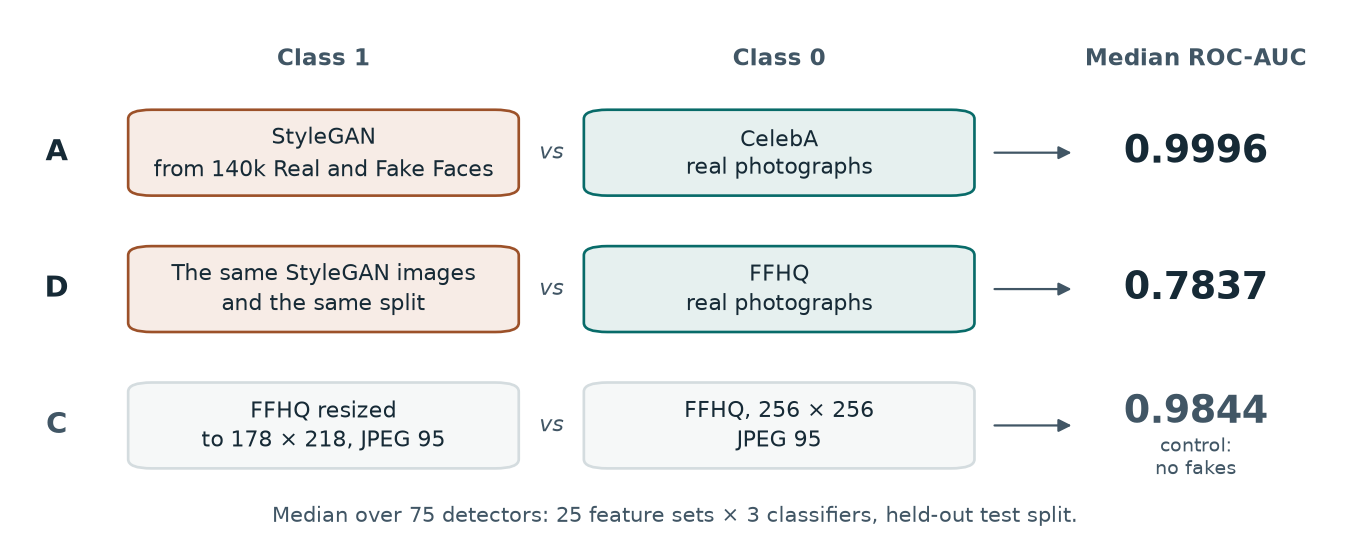 Class 1
Class 0
Median ROC-AUC
A
StyleGAN
from 140k Real and Fake Faces
vs
CelebA
real photographs
0.9996
D
The same StyleGAN images
and the same split
vs
FFHQ
real photographs
0.7837
C
FFHQ resized
to 178 × 218, JPEG 95
vs
FFHQ, 256 × 256
JPEG 95
0.9844
control:
no fakes
Median over 75 detectors: 25 feature sets × 3 classifiers, held-out test split.